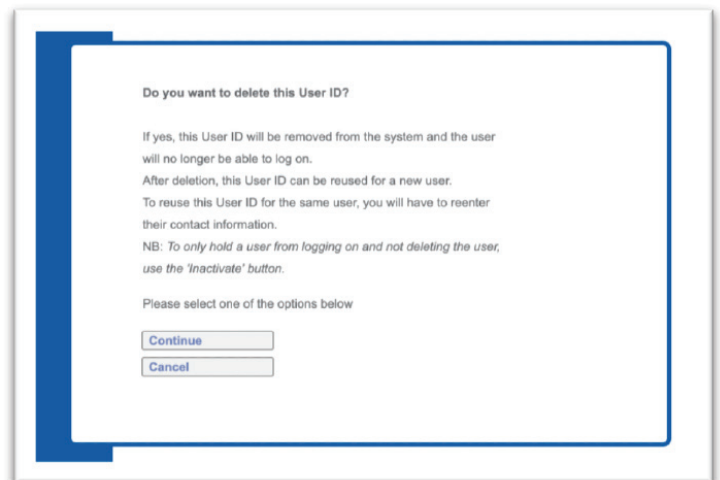 Do you want to delete this User ID?
If yes, this User ID will be removed from the system and the user
will no longer be able to log on.
After deletion, this User ID can be reused for a new user.
To reuse this User ID for the same user, you will have to reenter
their contact information.
NB: To only hold a user from logging on and not deleting the user,
use the 'Inactivate' button.
Please select one of the options below
Continue
Cancel